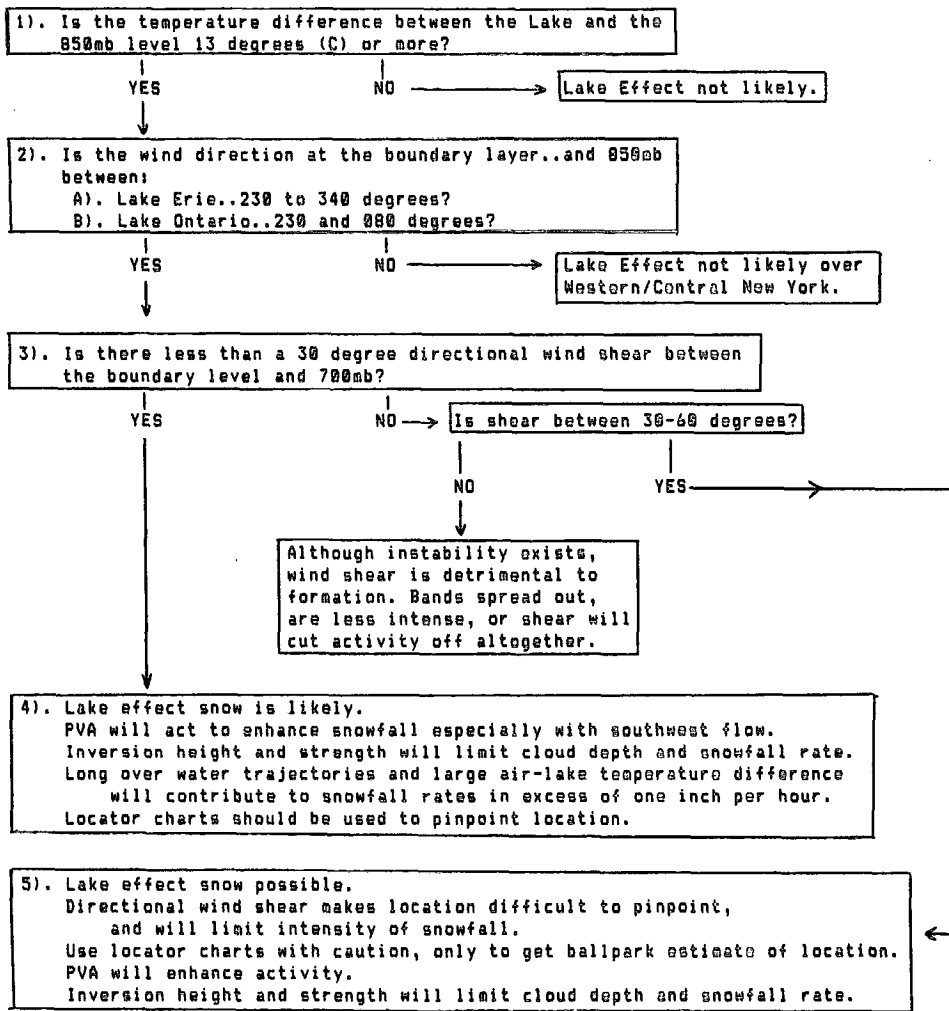 1). Is the temperature difference between the Lake and the
850mb level 13 degrees (C) or more?
YES
NO
Lake Effect not likely.
2). Is the wind direction at the boundary layer..and 850mb
between:
A). Lake Erie..230 to 340 degrees?
B). Lake Ontario..230 and 080 degrees?
YES
NO
Lake Effect not likely over
Western/Central New York.
3). Is there less than a 30 degree directional wind shear between
the boundary level and 700mb?
YES
NO
Is shear between 30-60 degrees?
NO
YES
Although instability exists,
wind shear is detrimental to
formation. Bands spread out,
are less intense, or shear will
cut activity off altogether.
4). Lake effect snow is likely.
PVA will act to enhance snowfall especially with southwest flow.
Inversion height and strength will limit cloud depth and snowfall rate.
Long over water trajectories and large air-lake temperature difference
will contribute to snowfall rates in excess of one inch per hour.
Locator charts should be used to pinpoint location.
5). Lake effect snow possible.
Directional wind shear makes location difficult to pinpoint,
and will limit intensity of snowfall.
Use locator charts with caution, only to get ballpark estimate of location.
PVA will enhance activity.
Inversion height and strength will limit cloud depth and snowfall rate.